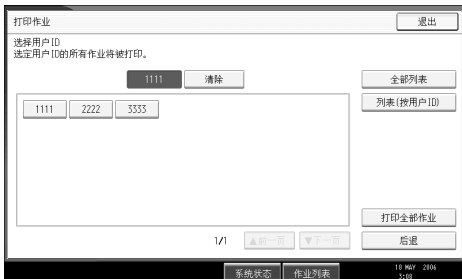 打印作业
退出
选择用户ID
选定用户ID的所有作业将被打印。
1111 清除
全部列表
1111 2222 3333
列表(按用户ID)
打印全部作业
1/1 ▲前一页 ▼下一页
后退
系统状态 作业列表
18 MAY 2006
3:08